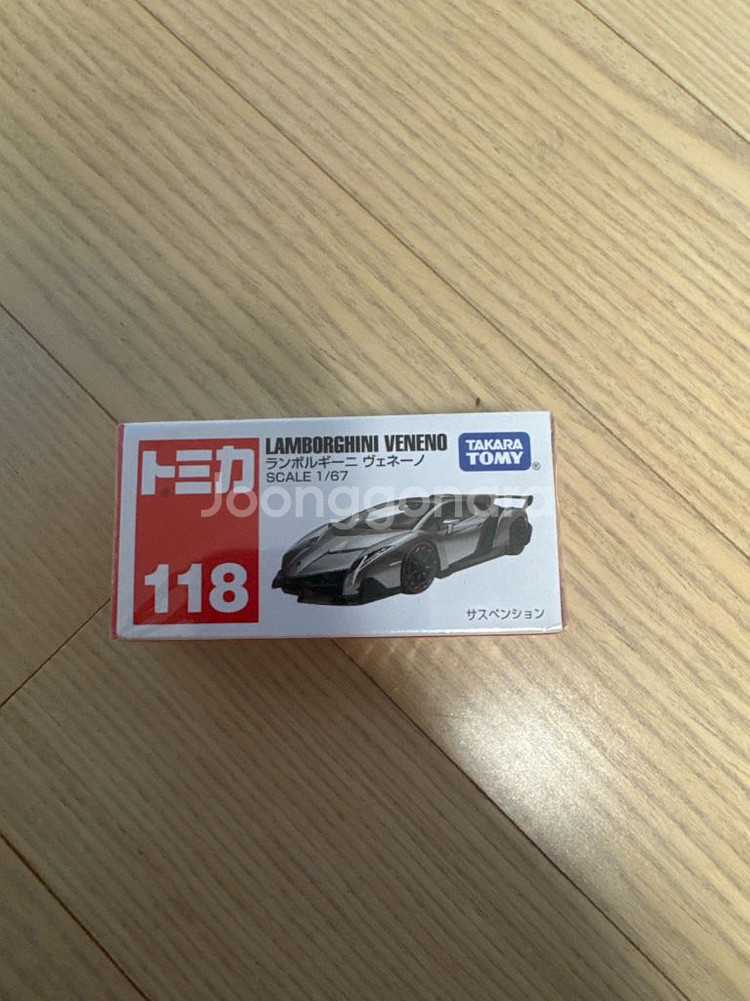 トミカ
118
LAMBORGHINI VENENO
ランボルギーニ ヴェネーノ
SCALE 1/67
TAKARA
TOMY®
Joonggonara
サスペンション